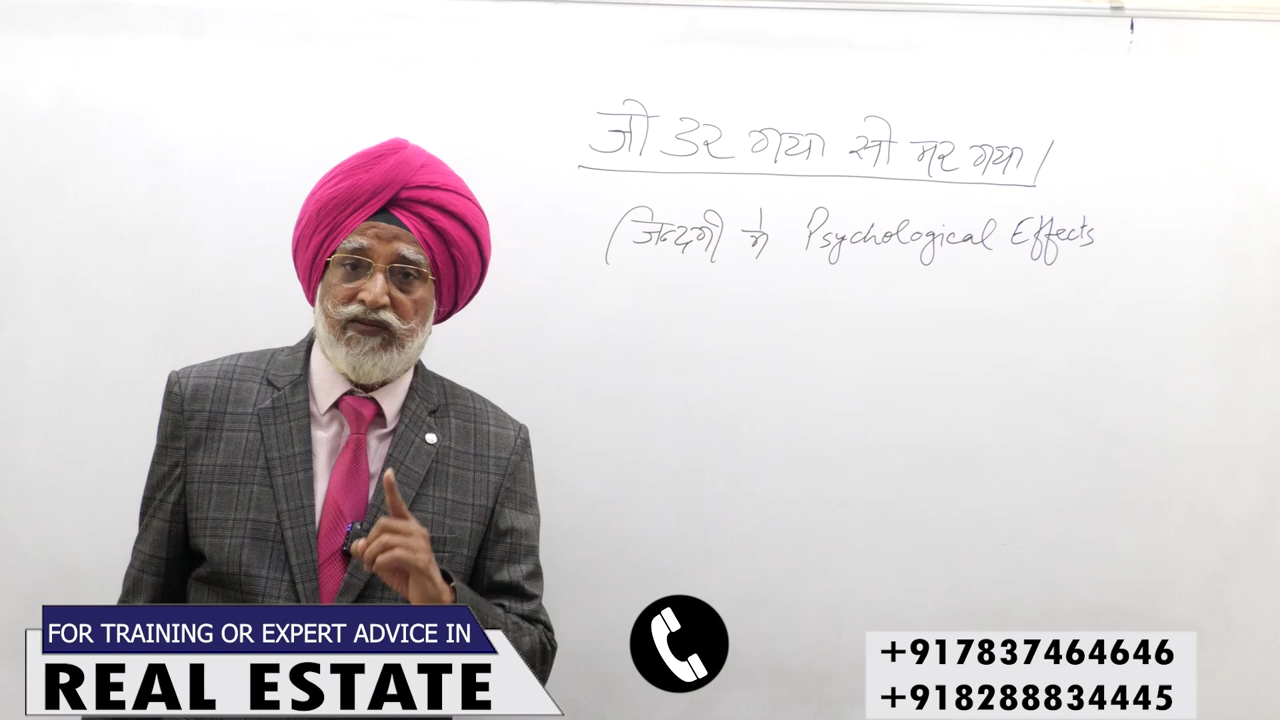 जो डर गया सो मर गया /
( जिन्दगी मे Psychological Effects
FOR TRAINING OR EXPERT ADVICE IN
REAL ESTATE
+917837464646
+918288834445